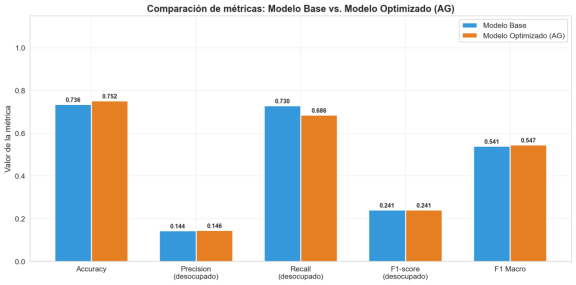 Comparación de métricas: Modelo Base vs. Modelo Optimizado (AG)
Modelo Base
Modelo Optimizado (AG)
Valor de la métrica
1.0
0.8
0.6
0.4
0.2
0.0
0.736
0.752
0.144
0.146
0.730
0.686
0.241
0.241
0.541
0.547
Accuracy
Precision
(desocupado)
Recall
(desocupado)
F1-score
(desocupado)
F1 Macro